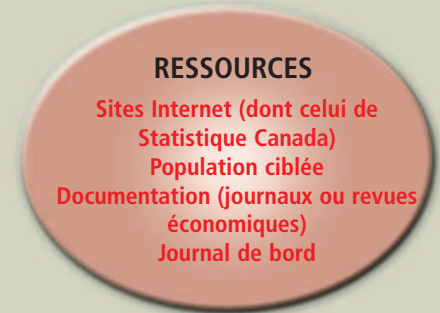 RESSOURCES
Sites Internet (dont celui de
Statistique Canada)
Population ciblée
Documentation (journaux ou revues
économiques)
Journal de bord